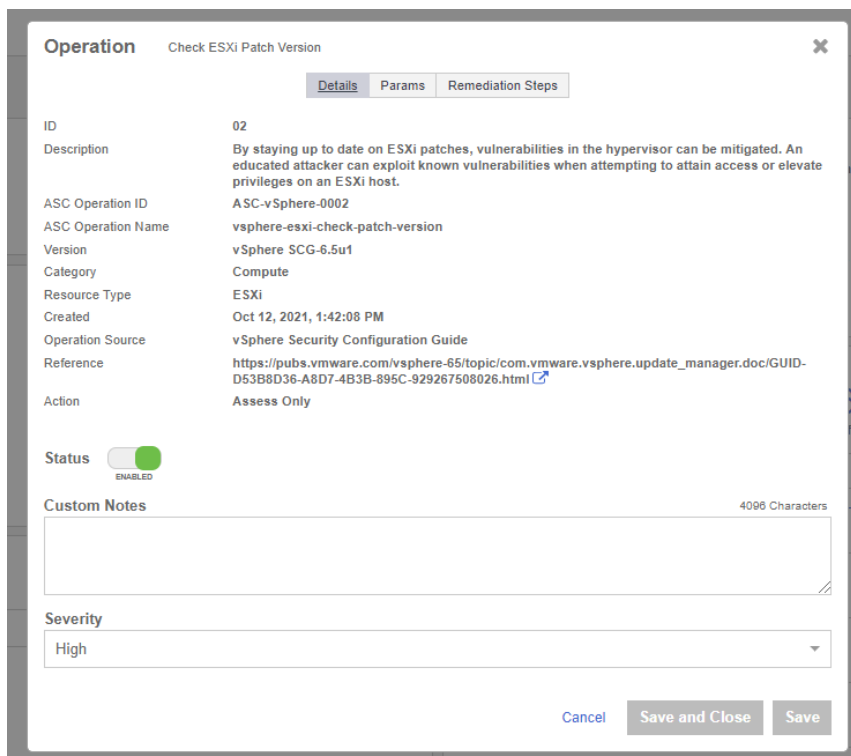 Operation Check ESXi Patch Version
Details Params Remediation Steps
ID 02
Description By staying up to date on ESXi patches, vulnerabilities in the hypervisor can be mitigated. An
educated attacker can exploit known vulnerabilities when attempting to attain access or elevate
privileges on an ESXi host.
ASC Operation ID ASC-vSphere-0002
ASC Operation Name vsphere-esxi-check-patch-version
Version vSphere SCG-6.5u1
Category Compute
Resource Type ESXi
Created Oct 12, 2021, 1:42:08 PM
Operation Source vSphere Security Configuration Guide
Reference https://pubs.vmware.com/vsphere-65/topic/com.vmware.vsphere.update_manager.doc/GUID-
D53B8D36-A8D7-4B3B-895C-929267508026.html
Action Assess Only
Status
ENABLED
Custom Notes 4096 Characters
Severity
High
Cancel Save and Close Save